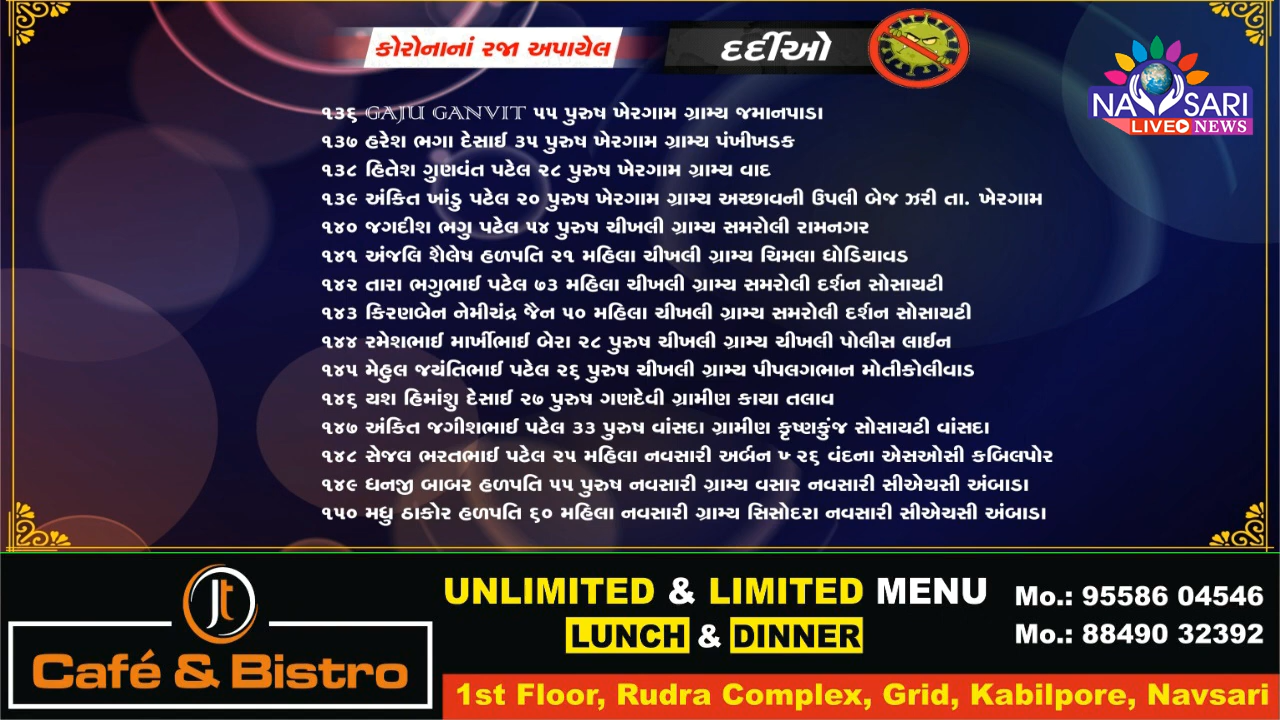 કોરોનાનાં રજા અપાયેલ દર્દીઓ
NAVSARI
LIVE NEWS
૧૩૬ GAJU GANVIT ૫૫ પુરુષ ખેરગામ ગ્રામ્ય જમાનપાડા
૧૩૭ હરેશ ભગા દેસાઈ ૩૫ પુરુષ ખેરગામ ગ્રામ્ય પંખીખડક
૧૩૮ હિતેશ ગુણવંત પટેલ ૨૮ પુરુષ ખેરગામ ગ્રામ્ય વાદ
૧૩૯ અંકિત ખાંડુ પટેલ ૨૦ પુરુષ ખેરગામ ગ્રામ્ય અચ્છાવની ઉપલી બેજ ઝરી તા. ખેરગામ
૧૪૦ જગદીશ ભગુ પટેલ ૫૪ પુરુષ ચીખલી ગ્રામ્ય સમરોલી રામનગર
૧૪૧ અંજલિ શૈલેષ હળપતિ ૨૧ મહિલા ચીખલી ગ્રામ્ય ચિમલા ધોડિયાવડ
૧૪૨ તારા ભગુભાઈ પટેલ ૭૩ મહિલા ચીખલી ગ્રામ્ય સમરોલી દર્શન સોસાયટી
૧૪૩ કિરણબેન નેમીચંદ્ર જૈન ૫૦ મહિલા ચીખલી ગ્રામ્ય સમરોલી દર્શન સોસાયટી
૧૪૪ રમેશભાઈ માર્ખીભાઈ બેરા ૨૮ પુરુષ ચીખલી ગ્રામ્ય ચીખલી પોલીસ લાઈન
૧૪૫ મેહુલ જયંતિભાઈ પટેલ ૨૬ પુરુષ ચીખલી ગ્રામ્ય પીપલગભાન મોતીકોલીવાડ
૧૪૬ યશ હિમાંશુ દેસાઈ ૨૭ પુરુષ ગણદેવી ગ્રામીણ કાચા તલાવ
૧૪૭ અંકિત જગીશભાઈ પટેલ ૩૩ પુરુષ વાંસદા ગ્રામીણ કૃષ્ણકુંજ સોસાયટી વાંસદા
૧૪૮ સેજલ ભરતભાઈ પટેલ ૨૫ મહિલા નવસારી અર્બન ૨૬ વંદના એસઓસી કબિલપોર
૧૪૯ ધનજી બાબર હળપતિ ૫૫ પુરુષ નવસારી ગ્રામ્ય વસાર નવસારી સીએચસી અંબાડા
૧૫૦ મધુ ઠાકોર હળપતિ ૬૦ મહિલા નવસારી ગ્રામ્ય સિસોદરા નવસારી સીએચસી અંબાડા
Jt
Café & Bistro
UNLIMITED & LIMITED MENU
LUNCH & DINNER
Mo.: 95586 04546
Mo.: 88490 32392
1st Floor, Rudra Complex, Grid, Kabilpore, Navsari